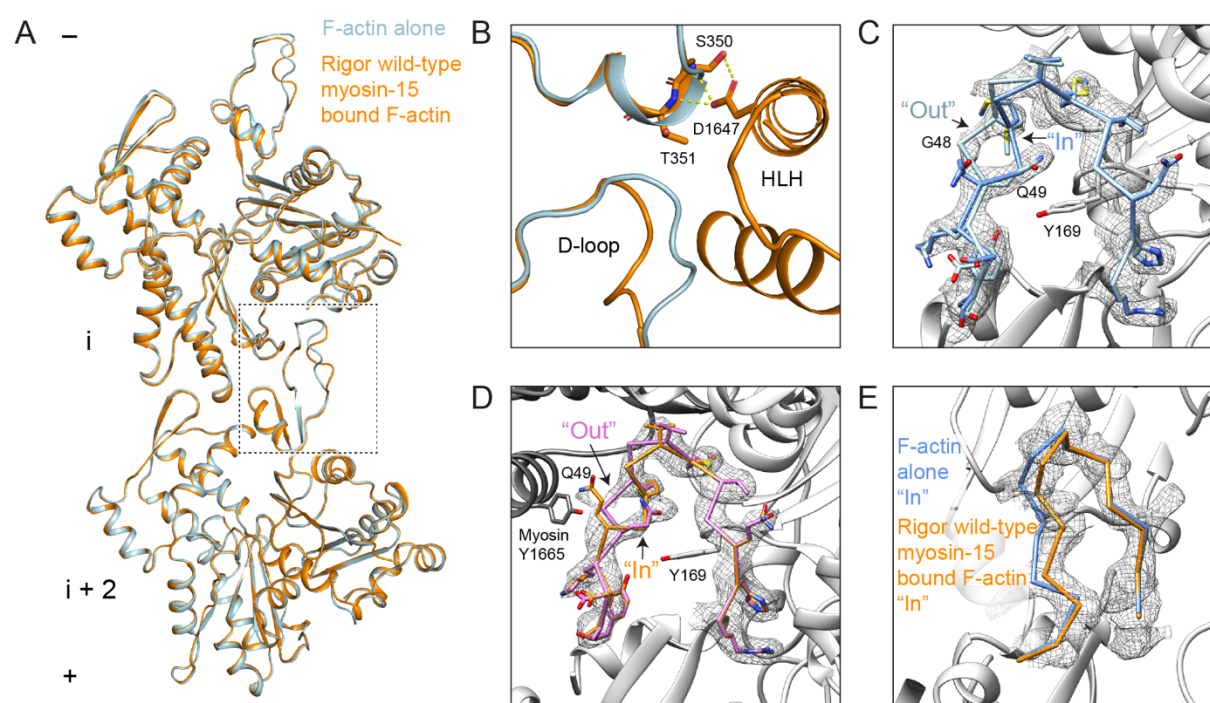 A
–
F-actin alone
Rigor wild-type
myosin-15
bound F-actin
i
i + 2
+
B
S350
D1647
T351
HLH
D-loop
C
“Out”
G48
“In”
Q49
Y169
D
“Out”
Q49
Myosin
Y1665
“In”
Y169
E
F-actin
alone
“In”
Rigor wild-type
myosin-15
bound F-actin
“In”